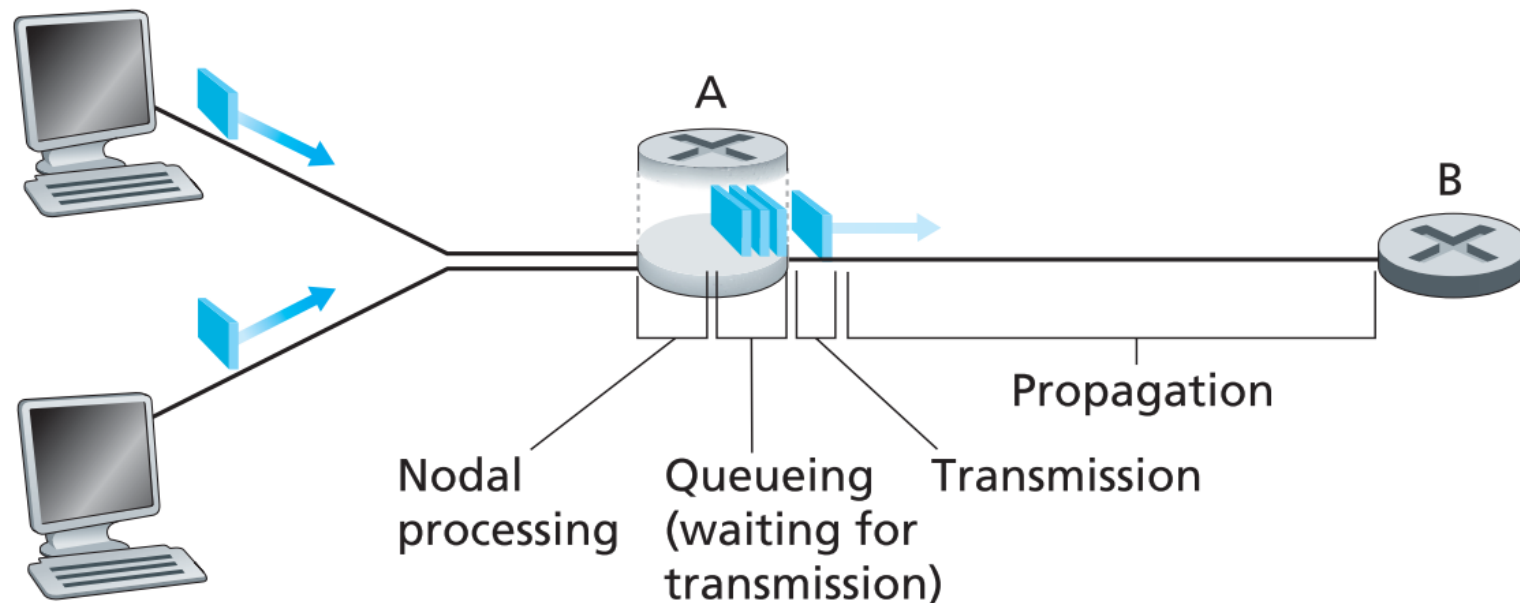 A
B
Propagation
Nodal
processing
Queueing
(waiting for
transmission)
Transmission